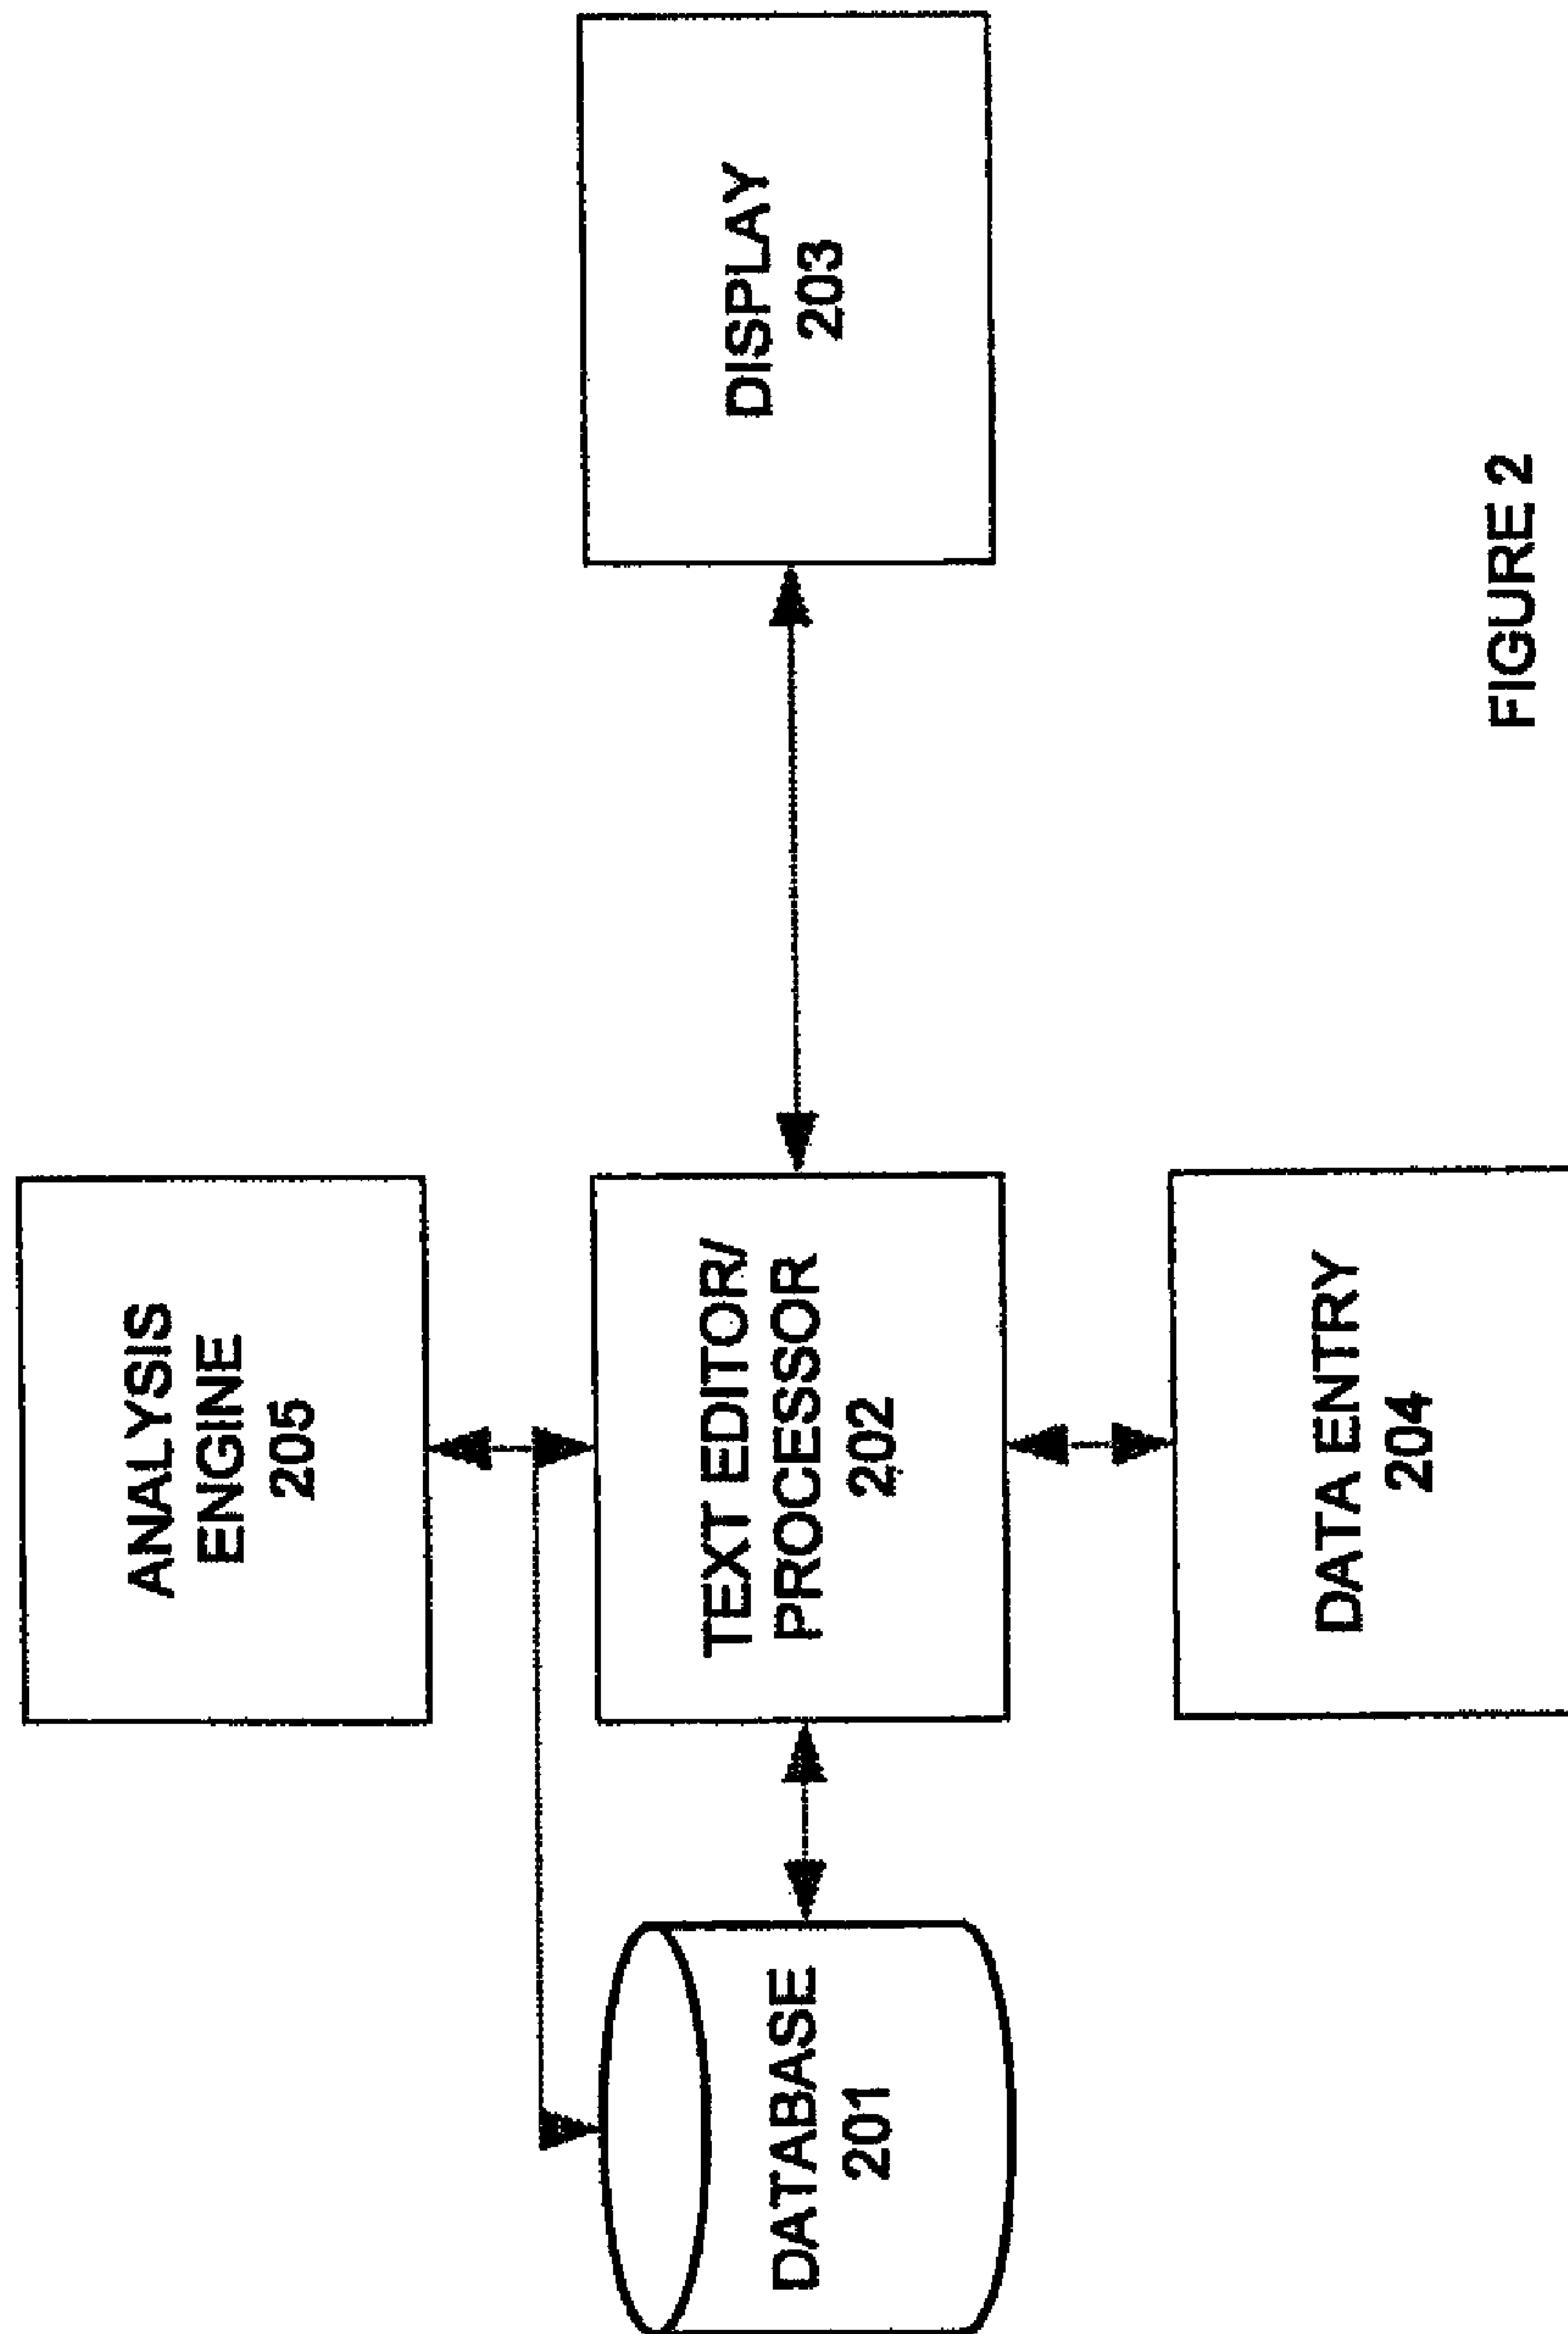 ANALYSIS
ENGINE
205
DATABASE
201
TEXT EDITOR/
PROCESSOR
202
DISPLAY
203
DATA ENTRY
204
FIGURE 2